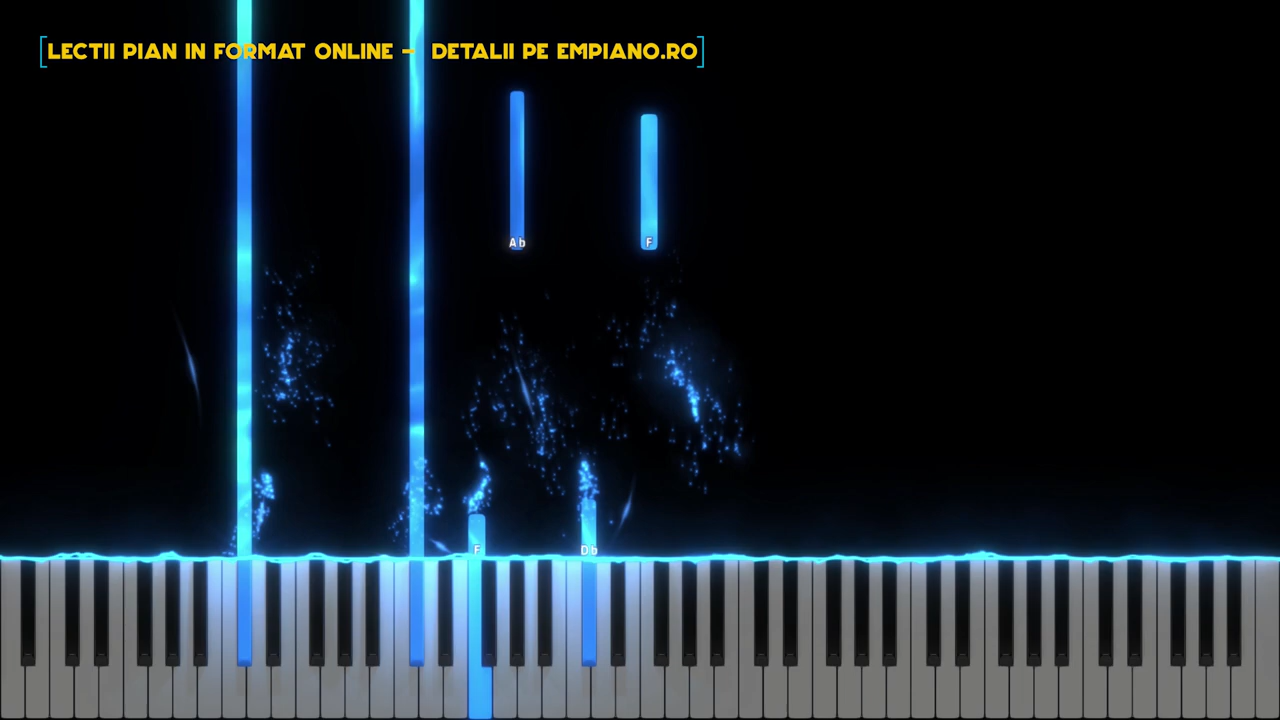 [LECTII PIAN IN FORMAT ONLINE - DETALII PE EMPIANO.RO]
Ab F
F Db